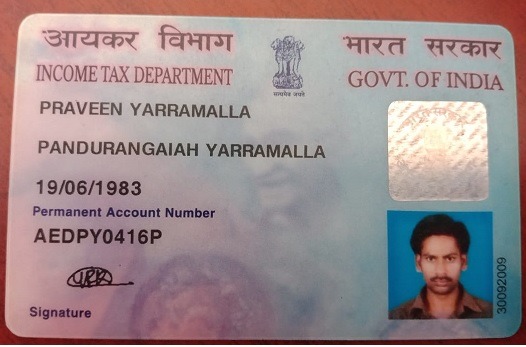 आयकर विभाग
INCOME TAX DEPARTMENT
सत्यमेव जयते
भारत सरकार
GOVT. OF INDIA
PRAVEEN YARRAMALLA
PANDURANGAIAH YARRAMALLA
19/06/1983
Permanent Account Number
AEDPY0416P
Signature
30092009